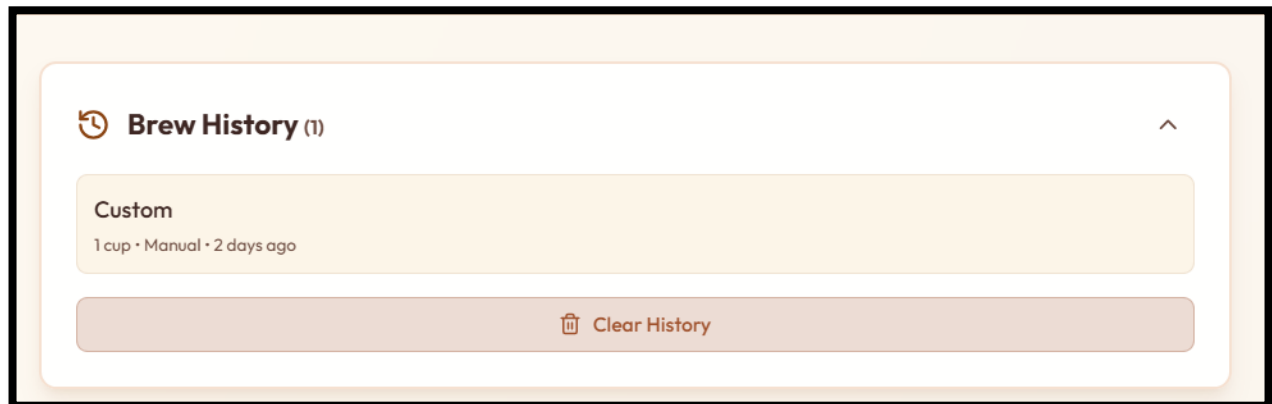 Brew History (1)
Custom
1 cup • Manual • 2 days ago
Clear History